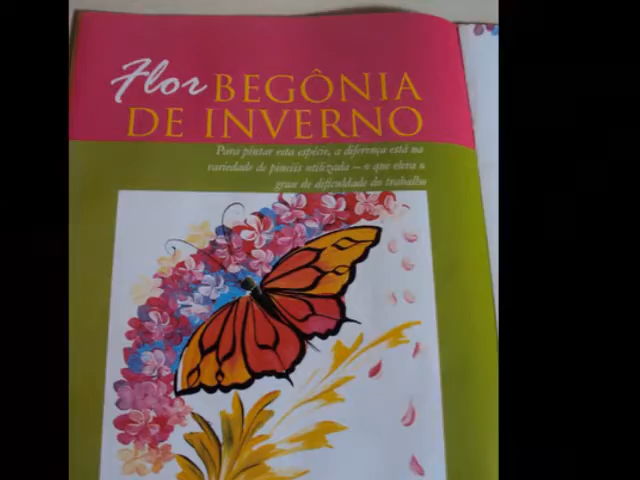 Flor BEGÔNIA
DE INVERNO
Para pintar esta espécie, a diferença está na
variedade de pincéis utilizada – o que eleva o
grau de dificuldade do trabalho